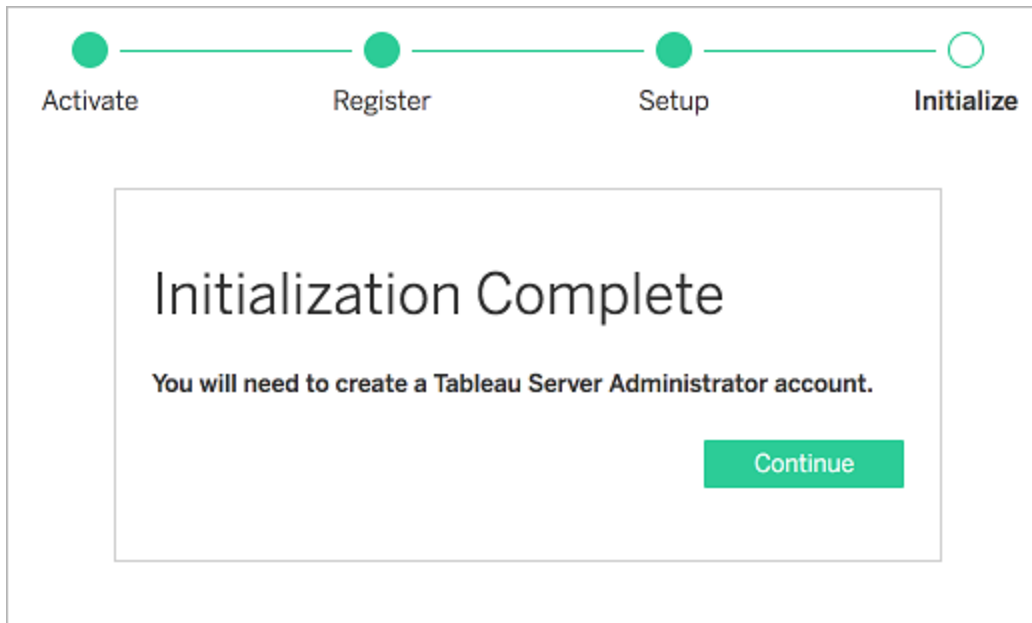 Activate Register Setup Initialize
Initialization Complete
You will need to create a Tableau Server Administrator account.
Continue